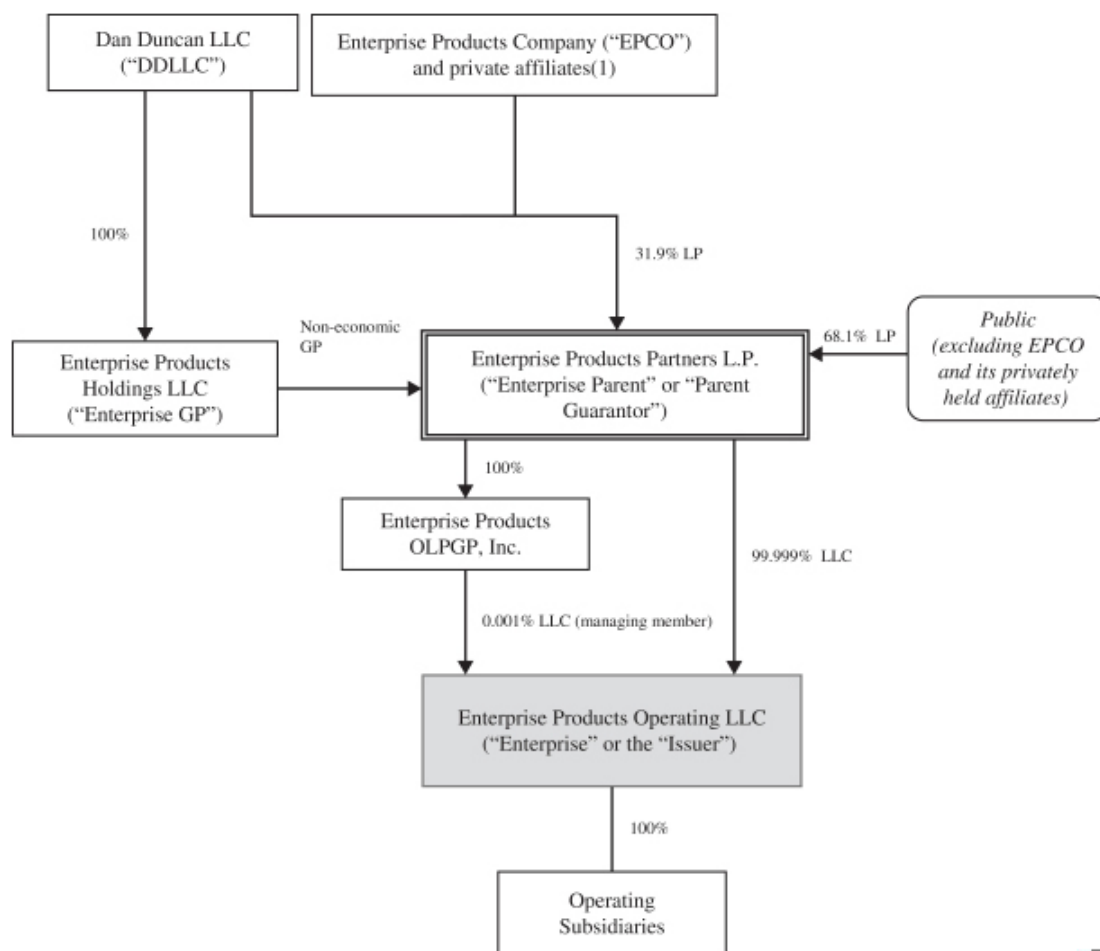 Dan Duncan LLC
(“DDLLC”)
Enterprise Products Company (“EPCO”)
and private affiliates(1)
100%
31.9% LP
Non-economic
GP
68.1% LP
Public
(excluding EPCO
and its privately
held affiliates)
Enterprise Products
Holdings LLC
(“Enterprise GP”)
Enterprise Products Partners L.P.
(“Enterprise Parent” or “Parent
Guarantor”)
100%
Enterprise Products
OLPGP, Inc.
99.999% LLC
0.001% LLC (managing member)
Enterprise Products Operating LLC
(“Enterprise” or the “Issuer”)
100%
Operating
Subsidiaries